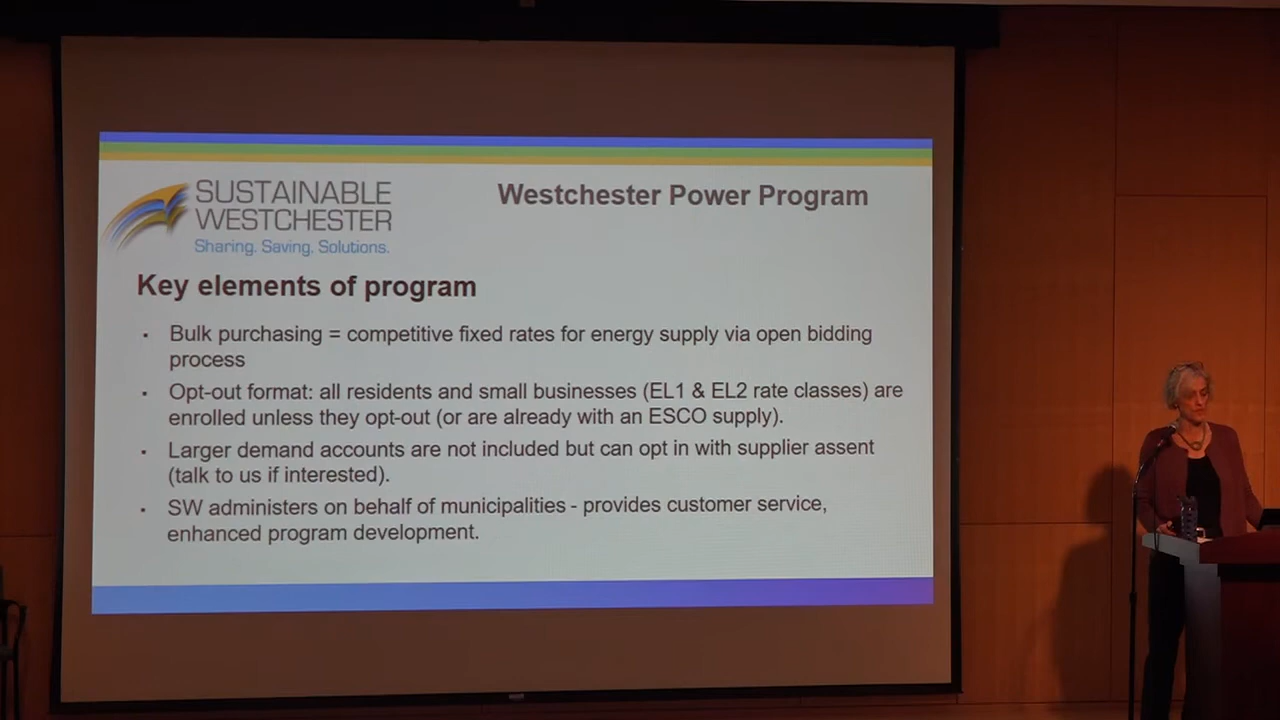 SUSTAINABLE
WESTCHESTER
Sharing. Saving. Solutions.
Westchester Power Program
Key elements of program
· Bulk purchasing = competitive fixed rates for energy supply via open bidding
process
· Opt-out format: all residents and small businesses (EL1 & EL2 rate classes) are
enrolled unless they opt-out (or are already with an ESCO supply).
· Larger demand accounts are not included but can opt in with supplier assent
(talk to us if interested).
· SW administers on behalf of municipalities - provides customer service,
enhanced program development.